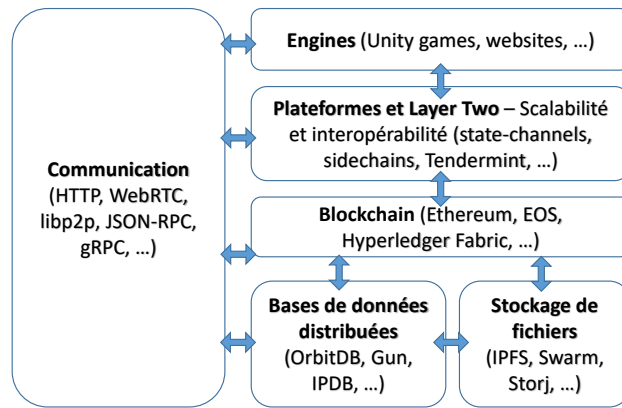 Communication
(HTTP, WebRTC,
libp2p, JSON-RPC,
gRPC, ...)
Engines (Unity games, websites, ...)
Plateformes et Layer Two – Scalabilité
et interopérabilité (state-channels,
sidechains, Tendermint, ...)
Blockchain (Ethereum, EOS,
Hyperledger Fabric, ...)
Bases de données
distribuées
(OrbitDB, Gun,
IPDB, ...)
Stockage de
fichiers
(IPFS, Swarm,
Storj, ...)